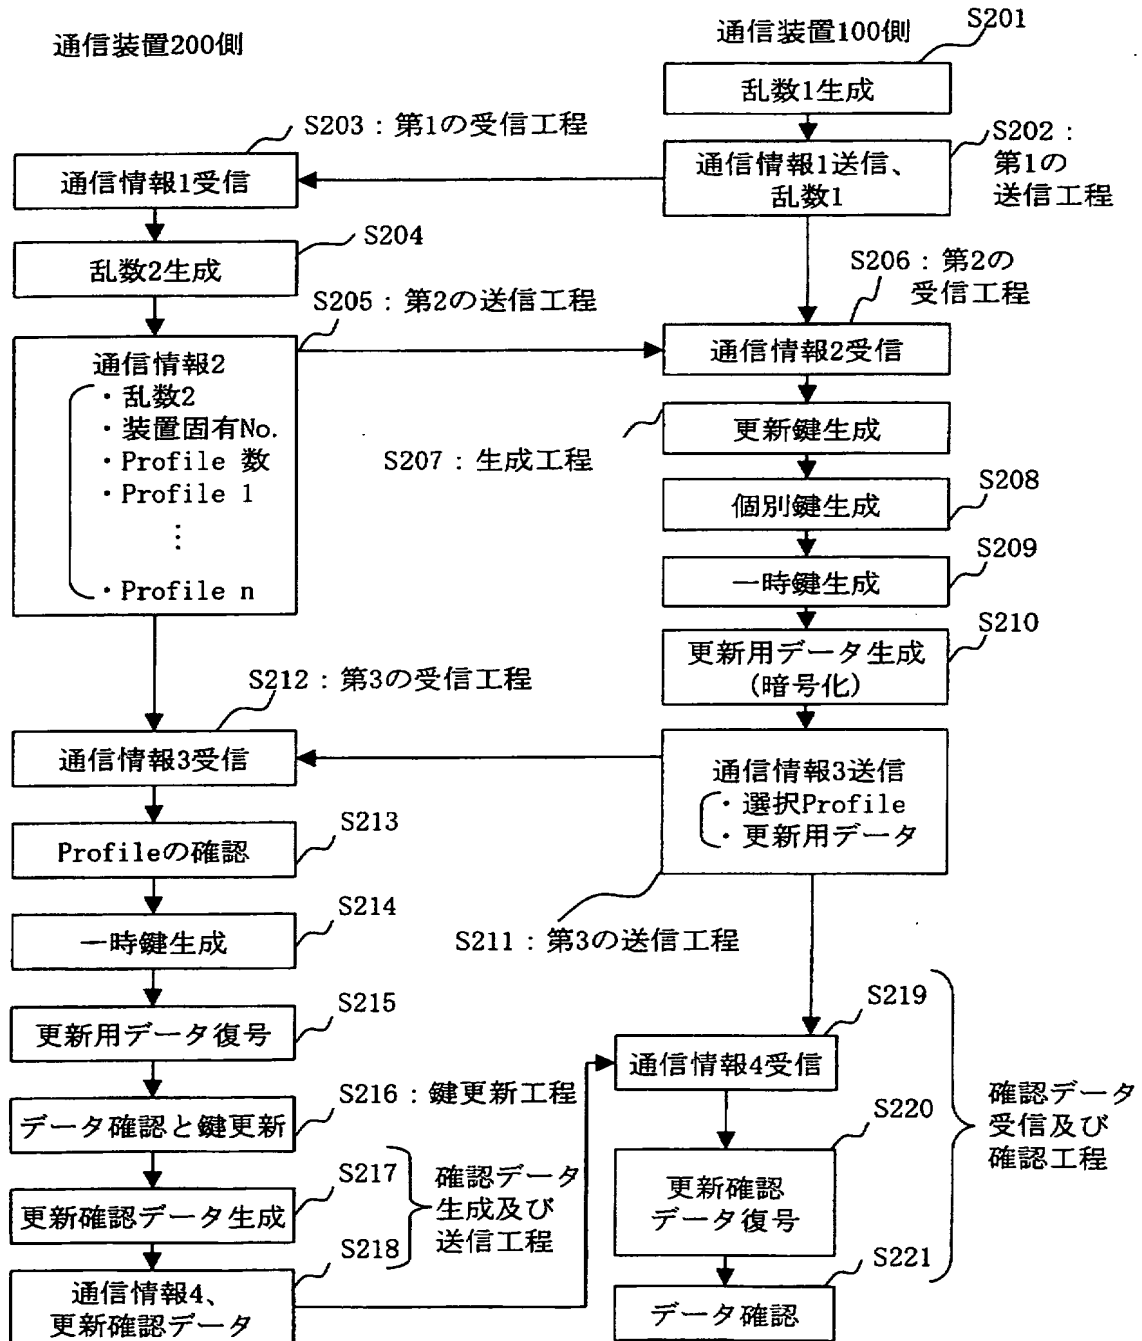 通信装置200側
通信装置100側
S201
乱数1生成
S203：第1の受信工程
S202：
第1の
送信工程
通信情報1受信
通信情報1送信、
乱数1
S204
乱数2生成
S206：第2の
受信工程
S205：第2の送信工程
通信情報2
・乱数2
・装置固有No.
・Profile 数
・Profile 1
⋮
・Profile n
通信情報2受信
更新鍵生成
S207：生成工程
S208
個別鍵生成
S209
一時鍵生成
S210
更新用データ生成
(暗号化)
S212：第3の受信工程
通信情報3受信
通信情報3送信
・選択Profile
・更新用データ
S213
Profileの確認
S211：第3の送信工程
S214
一時鍵生成
S215
更新用データ復号
S219
通信情報4受信
S216：鍵更新工程
データ確認と鍵更新
S220
更新確認
データ復号
確認データ
受信及び
確認工程
S217
更新確認データ生成
確認データ
生成及び
送信工程
S218
通信情報4、
更新確認データ
S221
データ確認